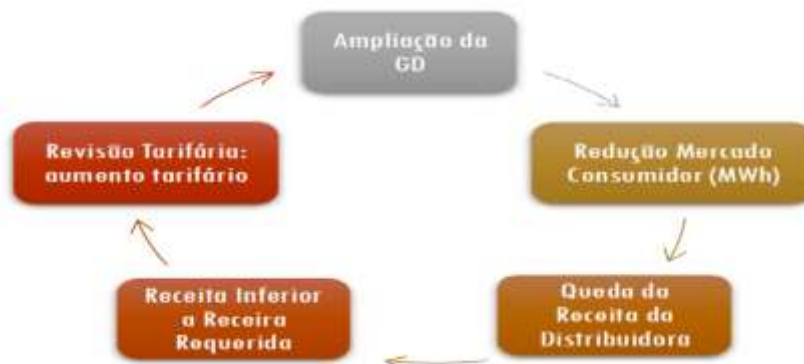 Ampliação da
GD
Redução Mercado
Consumidor (MWh)
Queda da
Receita da
Distribuidora
Receita Inferior
a Receira
Requerida
Revisão Tarifária:
aumento tarifário